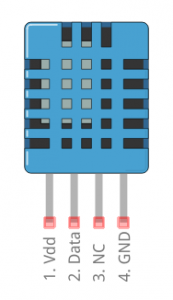 1. Vdd
2. Data
3. NC
4. GND